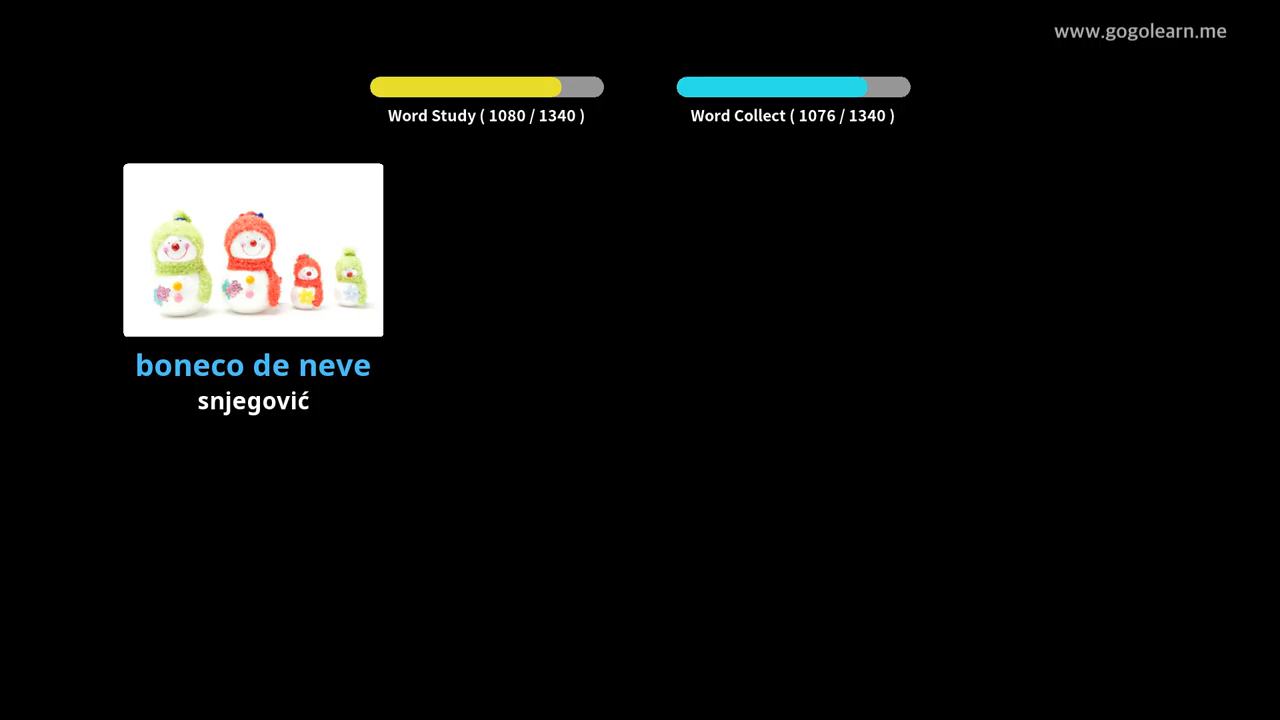 www.gogolearn.me
Word Study ( 1080 / 1340 )
Word Collect ( 1076 / 1340 )
boneco de neve
snjegović